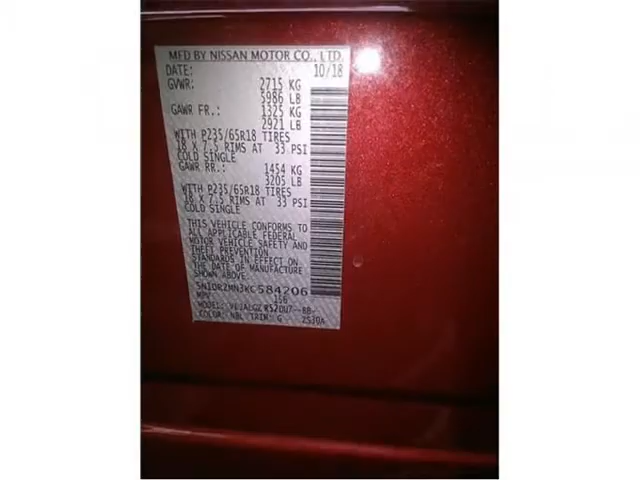 MFD BY NISSAN MOTOR CO., LTD.
DATE: 10/18
GVWR: 2715 KG
5986 LB
GAWR FR.: 1325 KG
2921 LB
WITH P235/65R18 TIRES
18 X 7.5 RIMS AT 33 PSI
COLD SINGLE
GAWR RR.: 1454 KG
3205 LB
WITH P235/65R18 TIRES
18 X 7.5 RIMS AT 33 PSI
COLD SINGLE
THIS VEHICLE CONFORMS TO
ALL APPLICABLE FEDERAL
MOTOR VEHICLE SAFETY AND
THEFT PREVENTION
STANDARDS IN EFFECT ON
THE DATE OF MANUFACTURE
SHOWN ABOVE.
5N1DR2MN3KC584206
MPV 156
MODEL:
COLOR: NBL TRIM: G 2530A